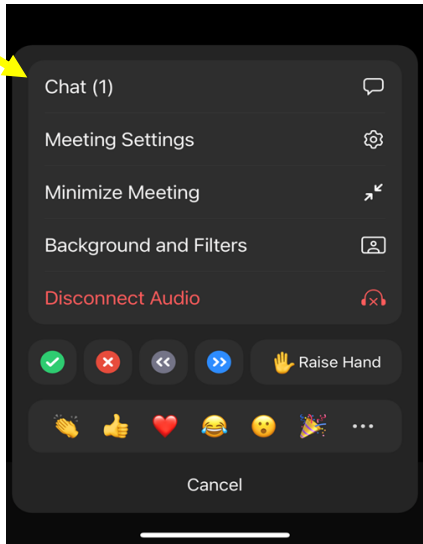 Chat (1)
Meeting Settings
Minimize Meeting
Background and Filters
Disconnect Audio
Raise Hand
Cancel